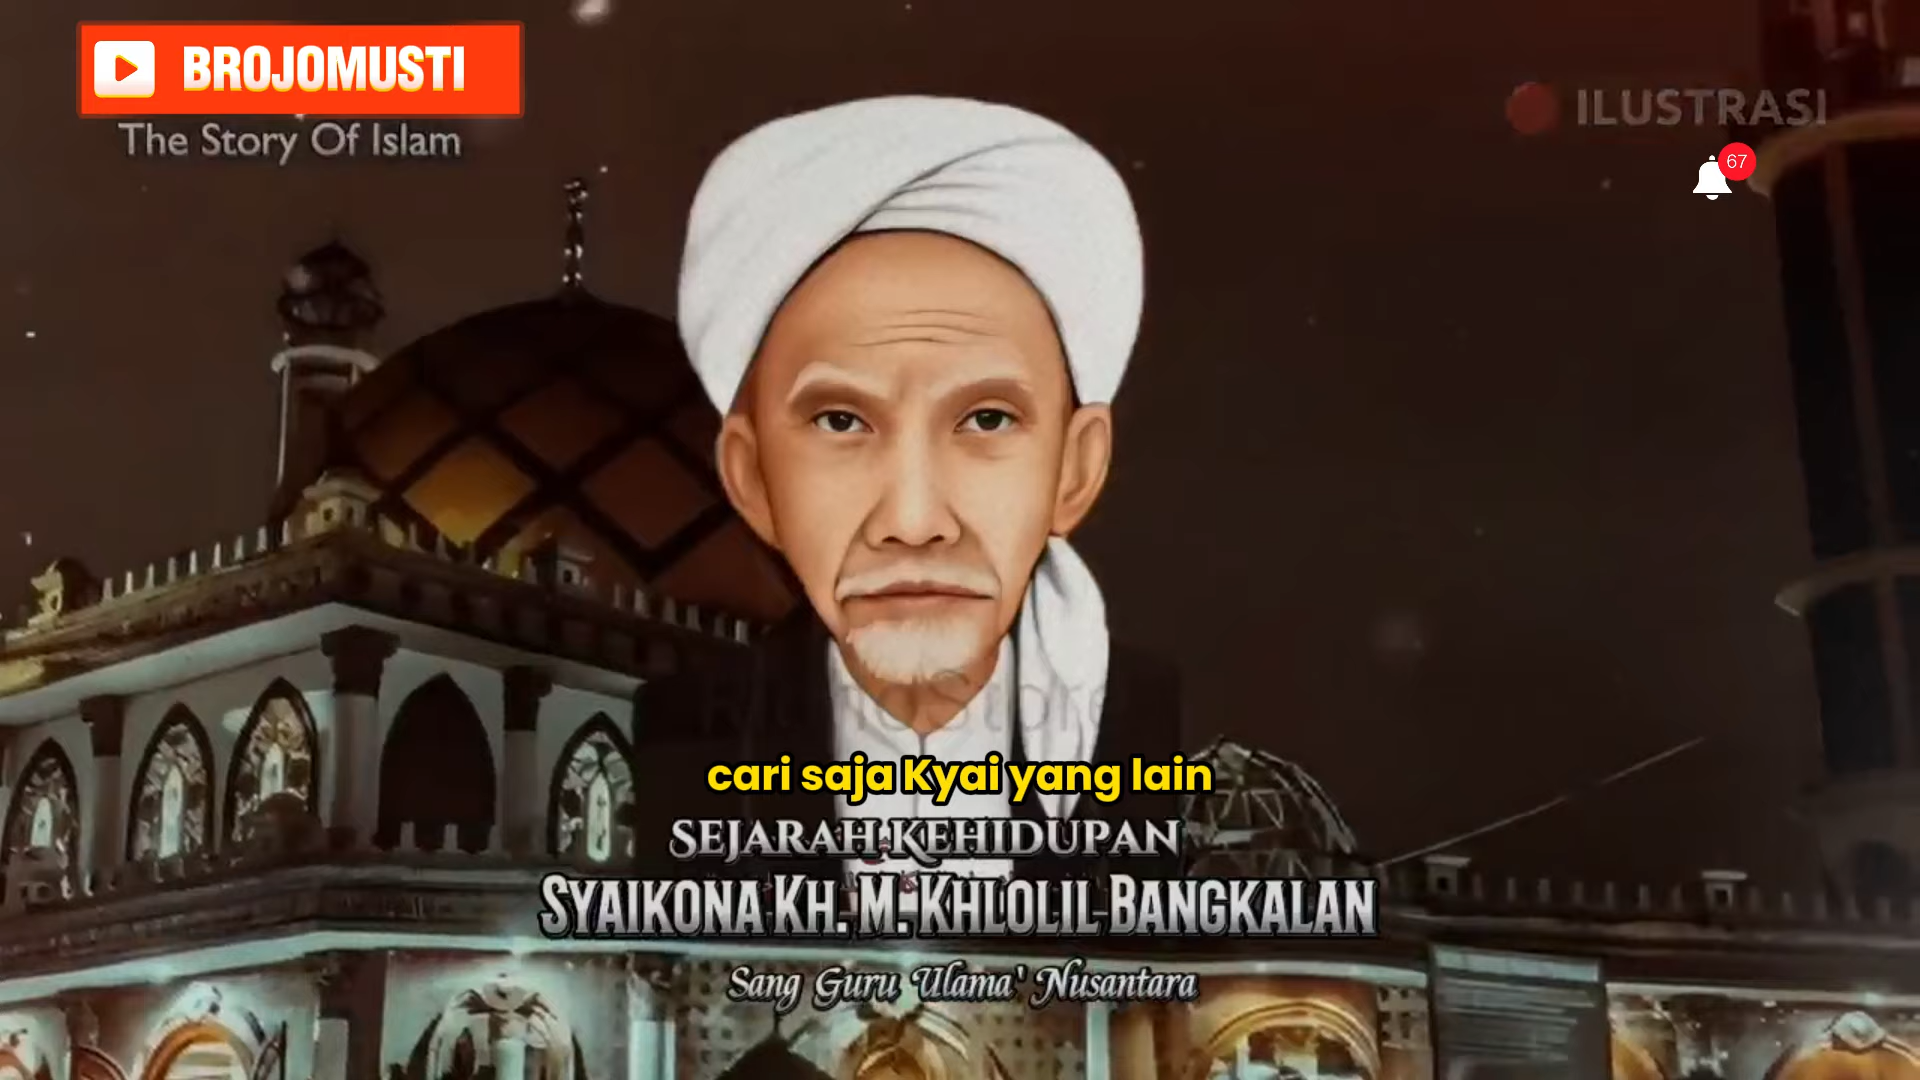 BROJOMUSTI
The Story Of Islam
ILUSTRASI
67
cari saja Kyai yang lain
SEJARAH KEHIDUPAN
SYAIKONA KH. M. KHLOLIL BANGKALAN
Sang Guru Ulama' Nusantara